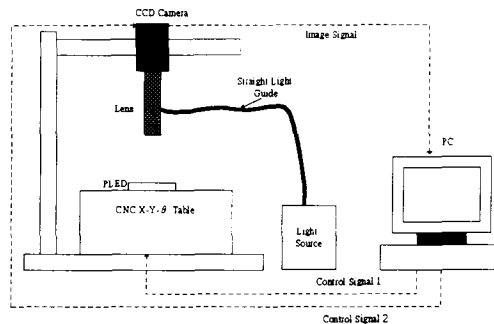 CCD Camera
Image Signal
Straight Light
Guide
Lens
PC
PLED
CNC X-Y-θ Table
Light
Source
Control Signal 1
Control Signal 2